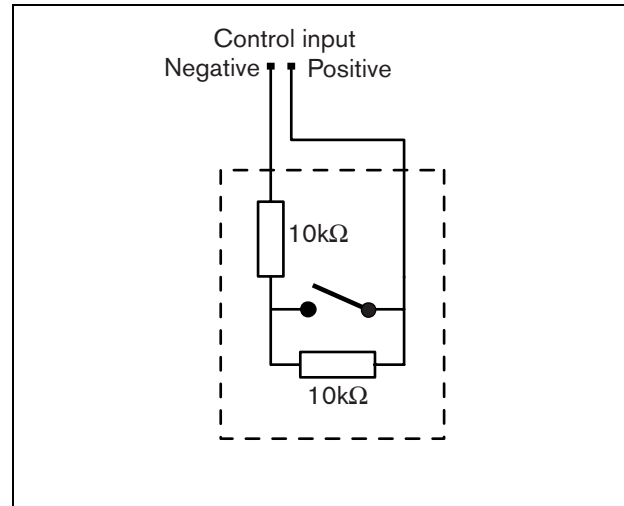 Control input
Negative Positive
10kΩ
10kΩ